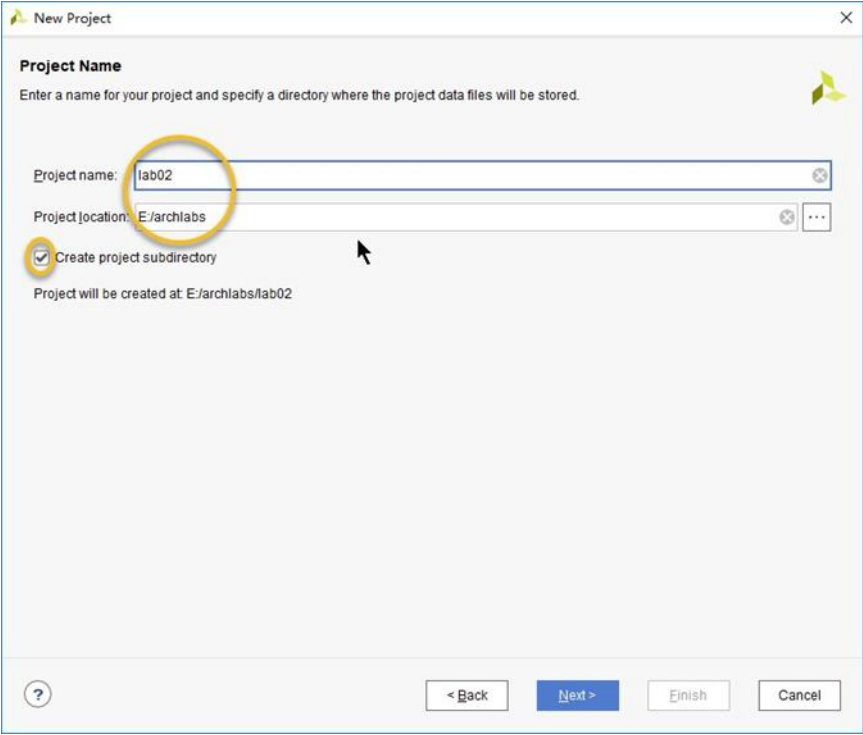 New Project
Project Name
Enter a name for your project and specify a directory where the project data files will be stored.
Project name: lab02
Project location: E:/archlabs ...
Create project subdirectory
Project will be created at: E:/archlabs/lab02
? < Back Next > Finish Cancel